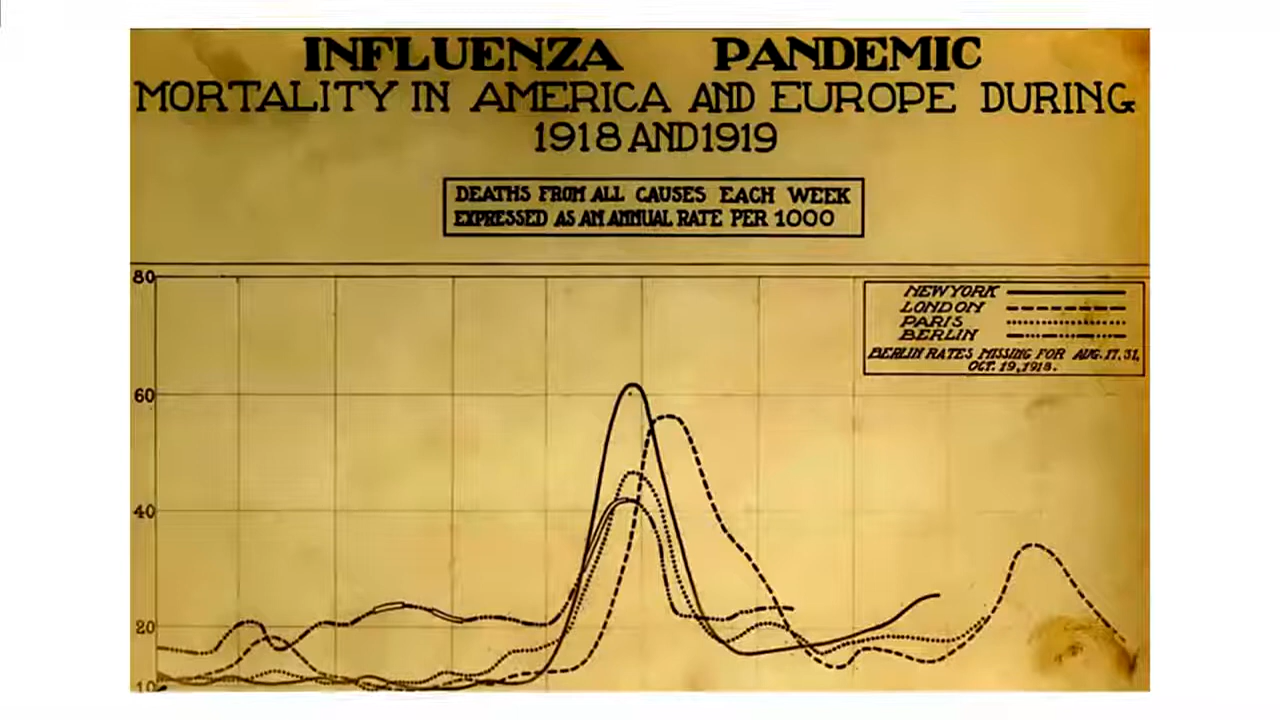 INFLUENZA PANDEMIC
MORTALITY IN AMERICA AND EUROPE DURING
1918 AND 1919
DEATHS FROM ALL CAUSES EACH WEEK
EXPRESSED AS AN ANNUAL RATE PER 1000
80
NEW YORK
LONDON
PARIS
BERLIN
BERLIN RATES MISSING FOR AUG. 17, 31,
OCT. 19, 1918.
60
40
20
10